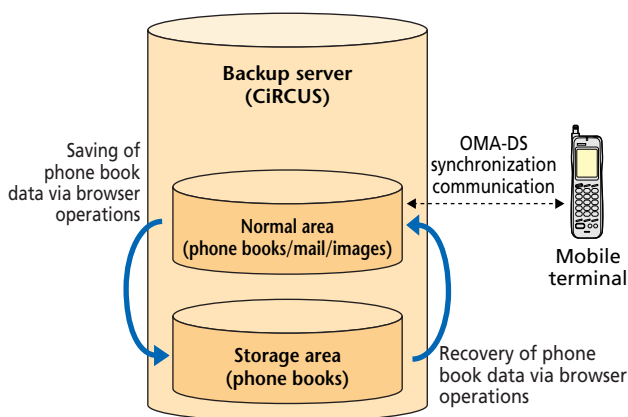 Backup server
(CiRCUS)
Saving of
phone book
data via browser
operations
OMA-DS
synchronization
communication
Normal area
(phone books/mail/images)
Mobile
terminal
Storage area
(phone books)
Recovery of phone
book data via browser
operations